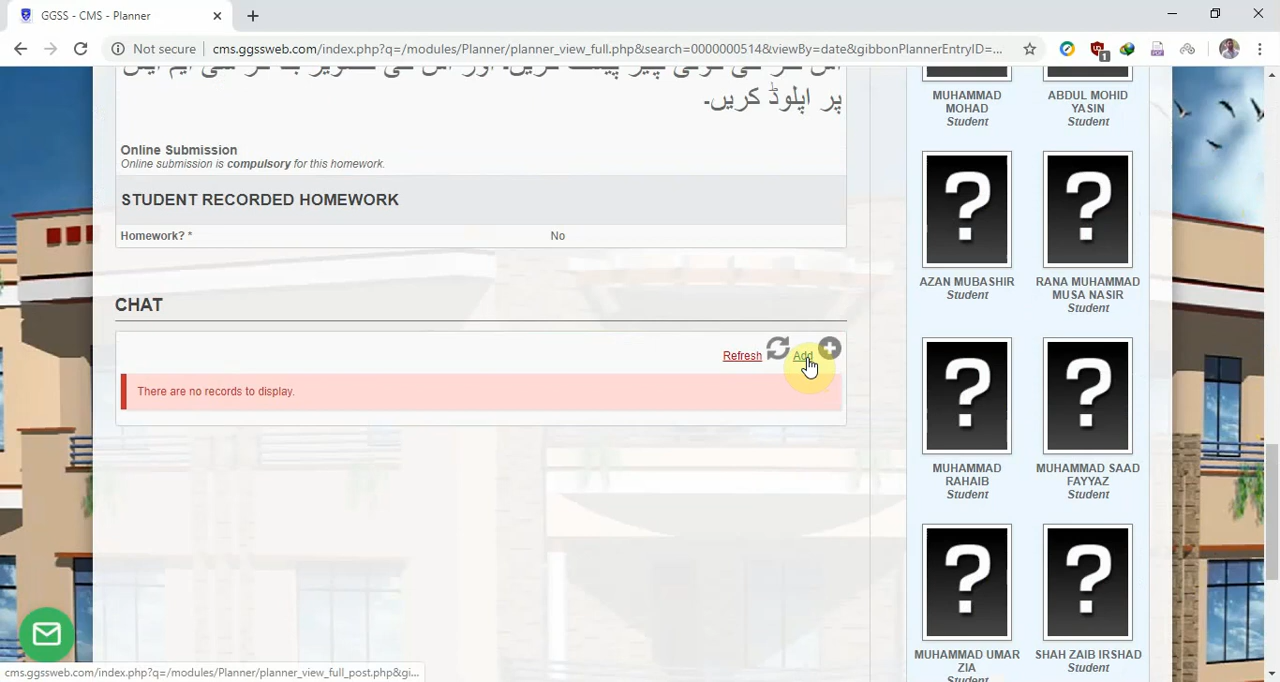 GGSS - CMS - Planner
Not secure
cms.ggssweb.com/index.php?q=/modules/Planner/planner_view_full.php&search=0000000514&viewBy=date&gibbonPlannerEntryID=...
1
پر اپلوڈ کریں۔
Online Submission
Online submission is compulsory for this homework.
STUDENT RECORDED HOMEWORK
Homework? *
No
CHAT
Refresh
Add
There are no records to display.
MUHAMMAD
MOHAD
Student
ABDUL MOHID
YASIN
Student
AZAN MUBASHIR
Student
RANA MUHAMMAD
MUSA NASIR
Student
MUHAMMAD
RAHAIB
Student
MUHAMMAD SAAD
FAYYAZ
Student
MUHAMMAD UMAR
ZIA
Student
SHAH ZAIB IRSHAD
Student
cms.ggssweb.com/index.php?q=/modules/Planner/planner_view_full_post.php&gi...